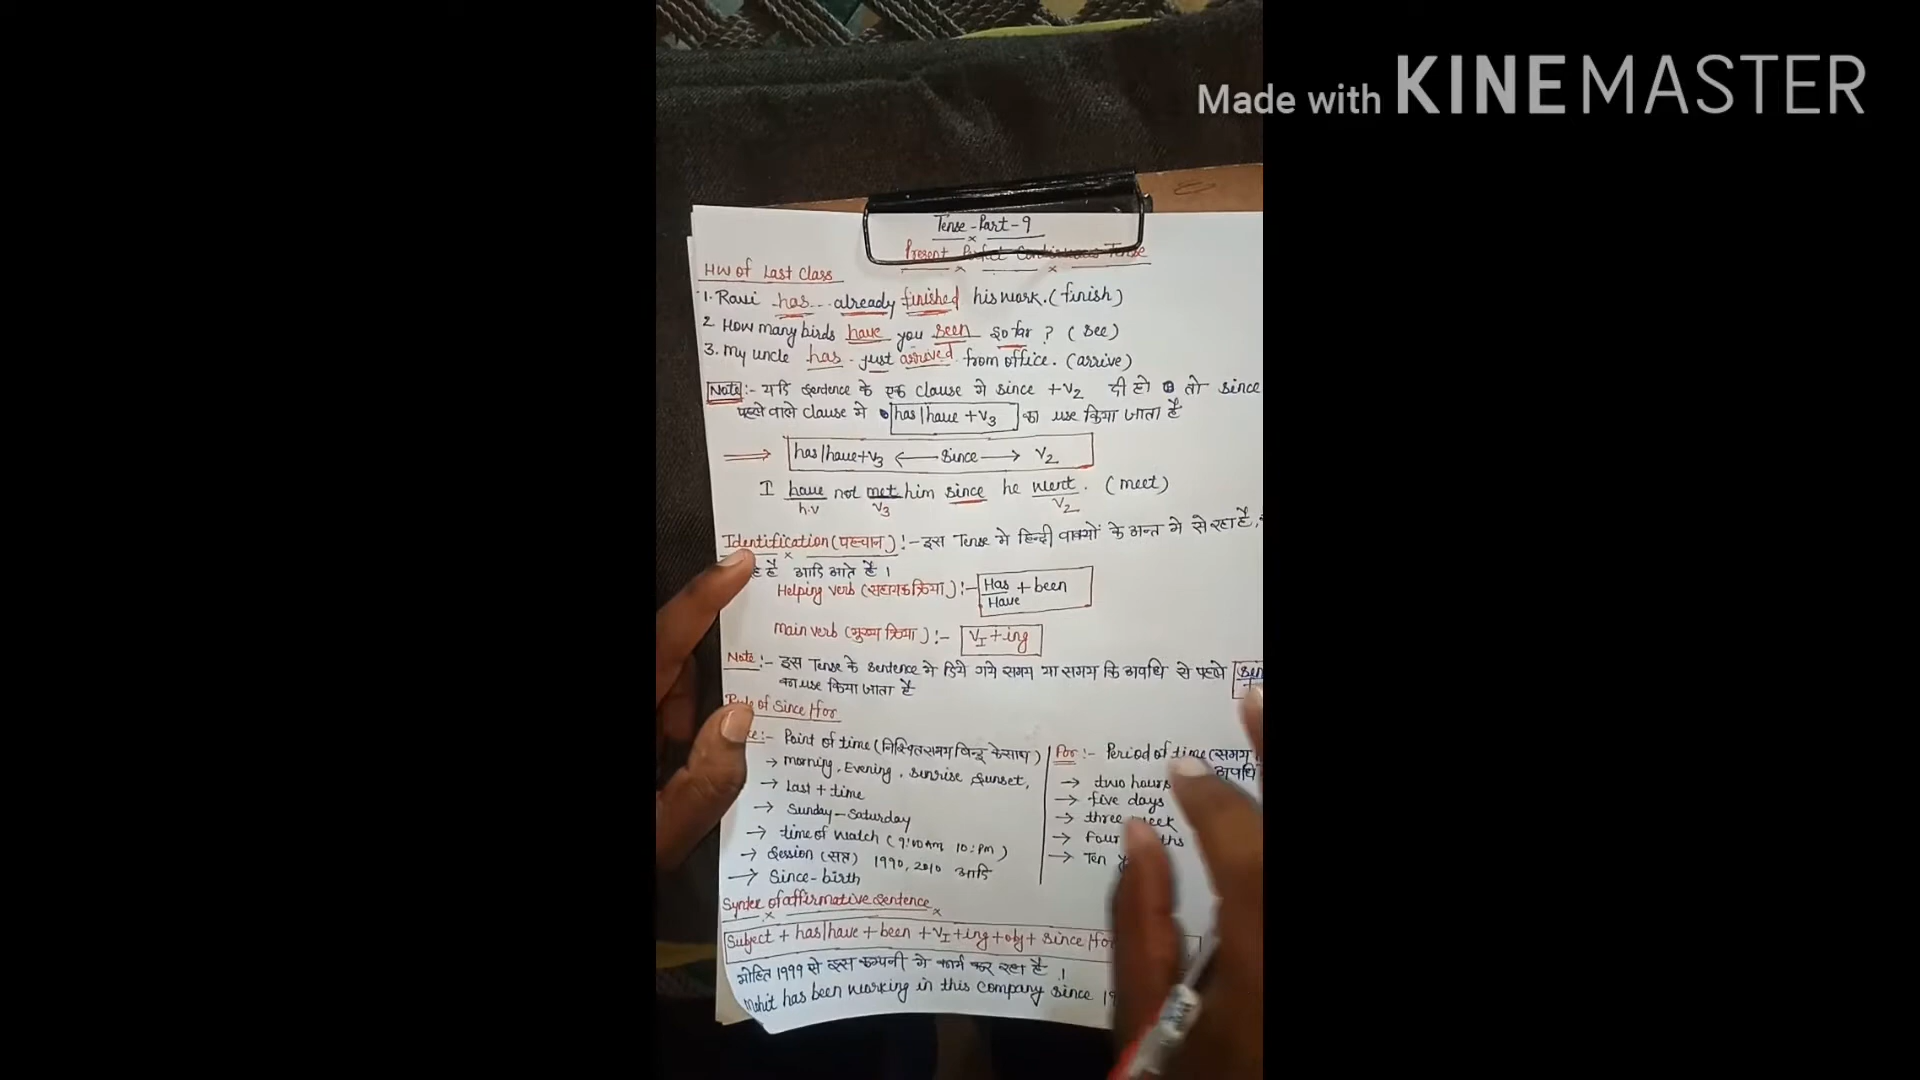 Made with KINEMASTER
Tense-Part-9
Present Perfect Continuous Tense
HW of Last Class
1. Ravi has already finished his work. (finish)
2 How many birds have you seen so far ? ( see)
3. My uncle has just arrived from office. (arrive)
Note :- यदि Sentence के एक Clause मे since +V2 दी हो तो since
पहले वाले Clause मे has/have +V3 का use किया जाता है
has/have+V3 ← since → V2
I have not met him since he went. (meet)
h.v V3 V2
Identification (पहचान) :- इस Tense मे हिन्दी वाक्यों के अन्त मे से रहा है,
है आदि आते है ।
Helping verb (सहायक क्रिया) :- Has/Have + been
Main verb (मुख्य क्रिया) :- VI + ing
Note :- इस Tense के sentence मे दिये गये समय या समय कि अवधि से पहले
का use किया जाता है
Rule of Since/for
:- Point of time (निश्चित समय बिन्दू के साथ)
→ morning, Evening, sunrise sunset,
→ Last + time
→ Sunday-Saturday
→ time of watch (9:00AM 10:PM)
→ Session (सत्र) 1990, 2010 आदि
→ Since-birth
For :- Period of time (समय
अवधि
→ two hours
→ five days
→ three week
→ four
→ Ten
Syntex of affirmative sentence
Subject + has/have + been + VI + ing + obj + since/for
मोहित 1999 से इस कम्पनी मे कार्य कर रहा है ।
Mohit has been working in this company since